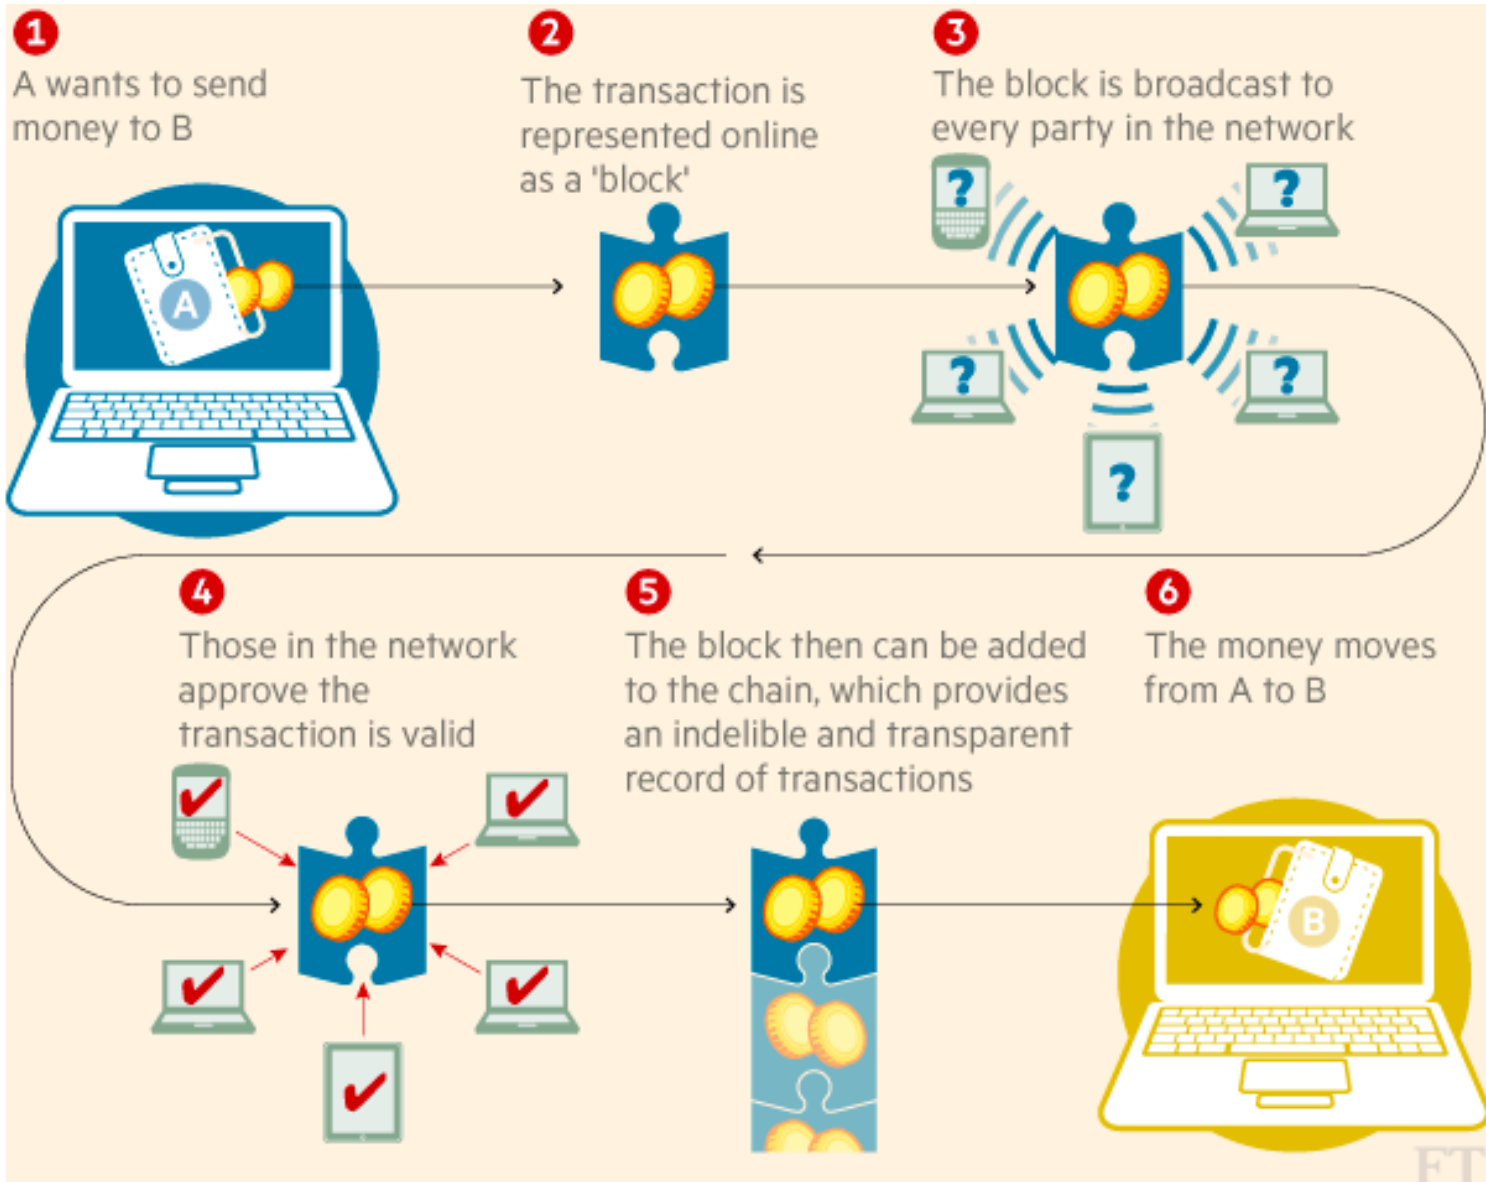 1
A wants to send
money to B
2
The transaction is
represented online
as a 'block'
3
The block is broadcast to
every party in the network
A
?
?
?
?
?
4
Those in the network
approve the
transaction is valid
5
The block then can be added
to the chain, which provides
an indelible and transparent
record of transactions
6
The money moves
from A to B
B
FT